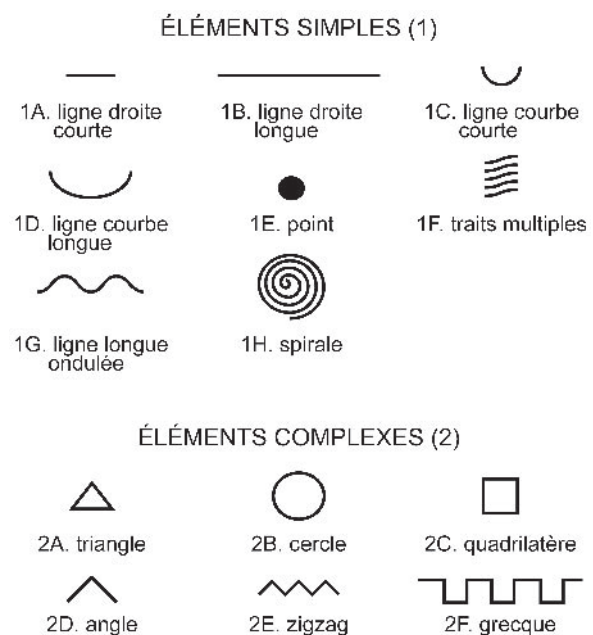 ÉLÉMENTS SIMPLES (1)
1A. ligne droite
courte
1B. ligne droite
longue
1C. ligne courbe
courte
1D. ligne courbe
longue
1E. point
1F. traits multiples
1G. ligne longue
ondulée
1H. spirale
ÉLÉMENTS COMPLEXES (2)
2A. triangle
2B. cercle
2C. quadrilatère
2D. angle
2E. zigzag
2F. grecque